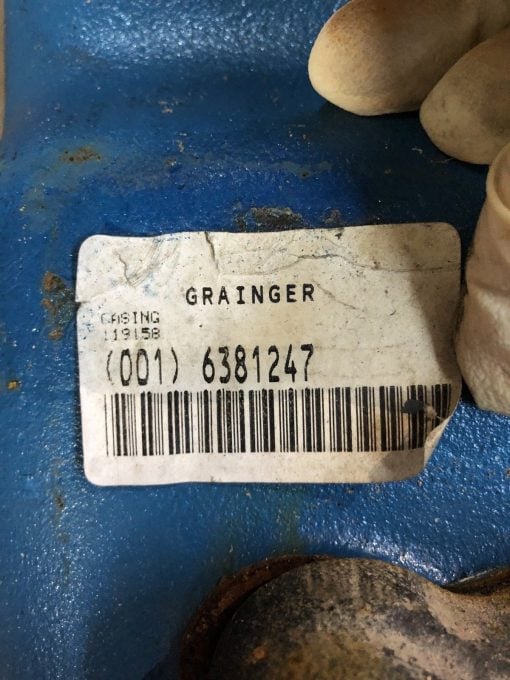 GRAINGER
CASING
119158
(001) 6381247